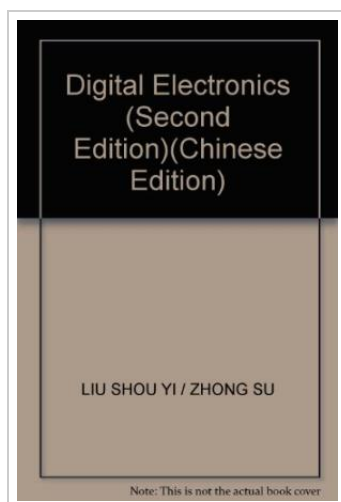 Digital Electronics
(Second
Edition)(Chinese
Edition)
LIU SHOU YI / ZHONG SU
Note: This is not the actual book cover